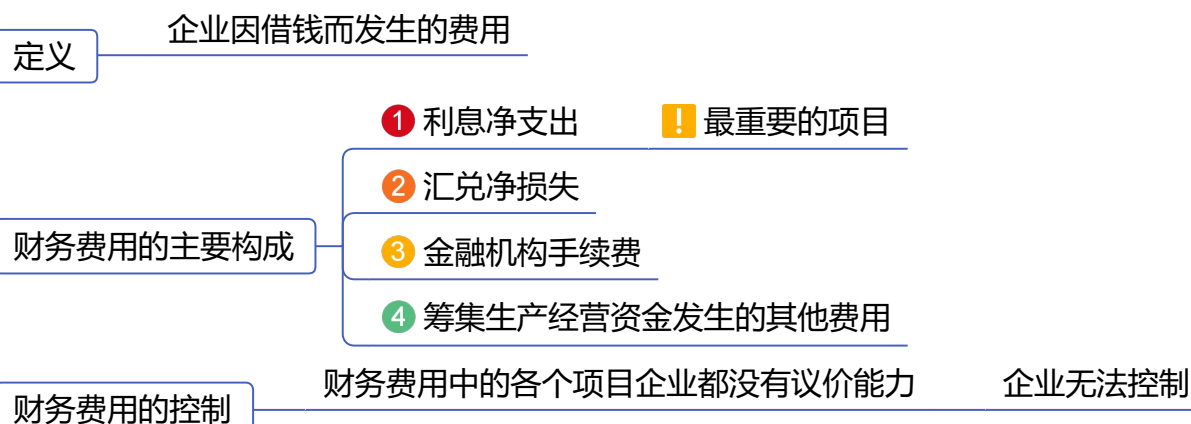 定义
企业因借钱而发生的费用
财务费用的主要构成
1 利息净支出
! 最重要的项目
2 汇兑净损失
3 金融机构手续费
4 筹集生产经营资金发生的其他费用
财务费用的控制
财务费用中的各个项目企业都没有议价能力
企业无法控制